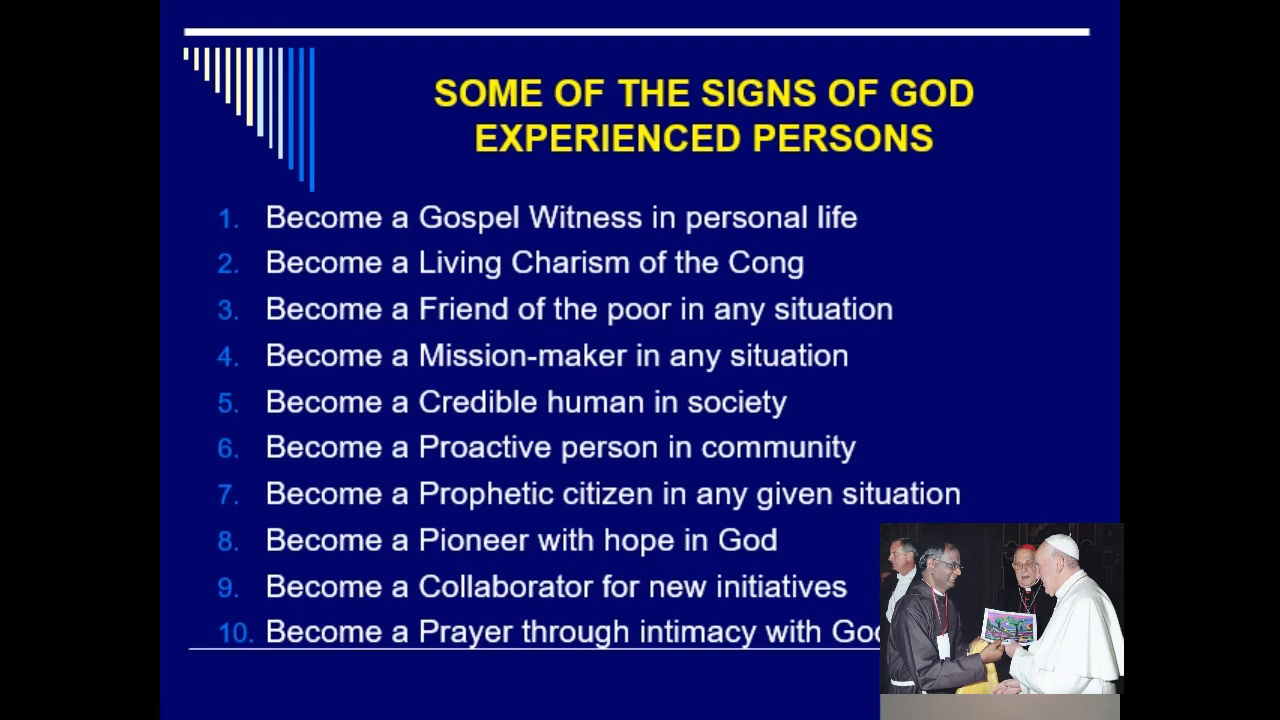 SOME OF THE SIGNS OF GOD
EXPERIENCED PERSONS
1. Become a Gospel Witness in personal life
2. Become a Living Charism of the Cong
3. Become a Friend of the poor in any situation
4. Become a Mission-maker in any situation
5. Become a Credible human in society
6. Become a Proactive person in community
7. Become a Prophetic citizen in any given situation
8. Become a Pioneer with hope in God
9. Become a Collaborator for new initiatives
10. Become a Prayer through intimacy with God